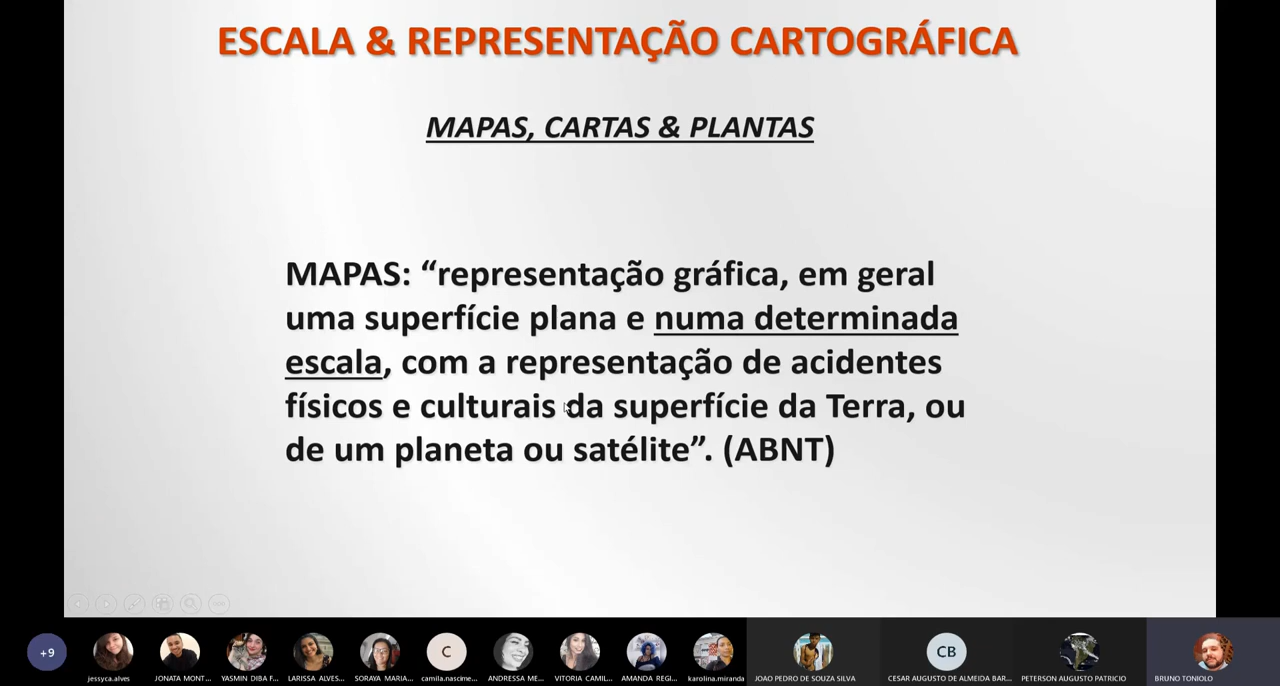 ESCALA & REPRESENTAÇÃO CARTOGRÁFICA
MAPAS, CARTAS & PLANTAS
MAPAS: “representação gráfica, em geral
uma superfície plana e numa determinada
escala, com a representação de acidentes
físicos e culturais da superfície da Terra, ou
de um planeta ou satélite”. (ABNT)
+9
C
CB
jessyca.alves
JONATA MONT...
YASMIN DIBA F...
LARISSA ALVES...
SORAYA MARIA...
camila.nascime...
ANDRESSA ME...
VITORIA CAMIL...
AMANDA REGI...
karolina.miranda
JOAO PEDRO DE SOUZA SILVA
CESAR AUGUSTO DE ALMEIDA BAR...
PETERSON AUGUSTO PATRICIO
BRUNO TONIOLO